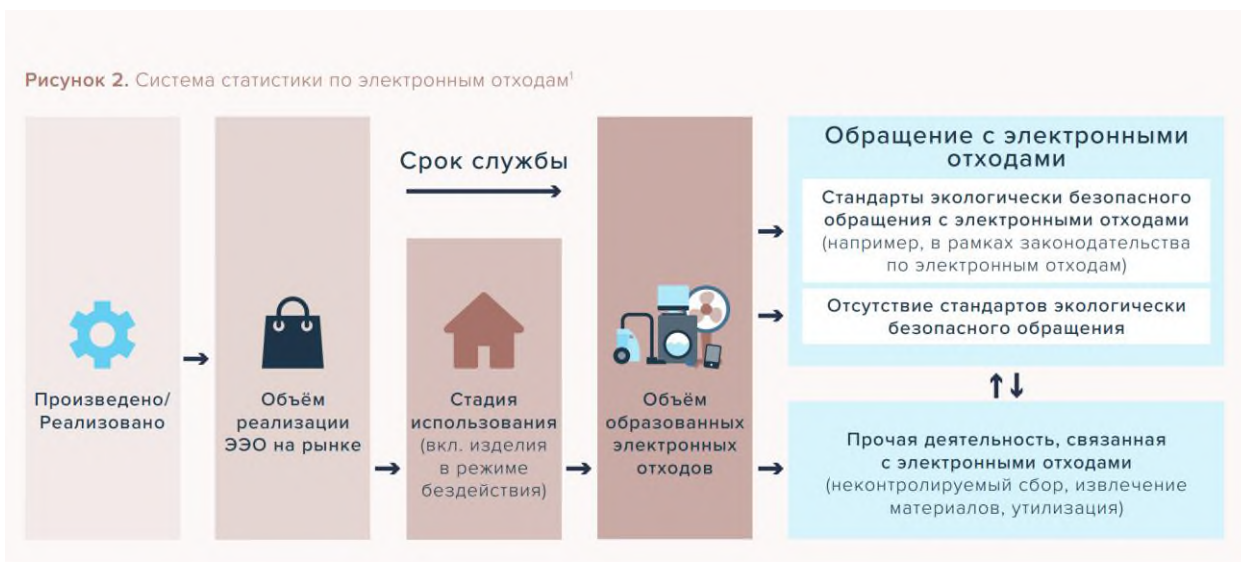 Рисунок 2. Система статистики по электронным отходам¹
Произведено/
Реализовано
Объём
реализации
ЭЭО на рынке
Срок службы
Стадия
использования
(вкл. изделия
в режиме
бездействия)
Объём
образованных
электронных
отходов
Обращение с электронными
отходами
Стандарты экологически безопасного
обращения с электронными отходами
(например, в рамках законодательства
по электронным отходам)
Отсутствие стандартов экологически
безопасного обращения
Прочая деятельность, связанная
с электронными отходами
(неконтролируемый сбор, извлечение
материалов, утилизация)